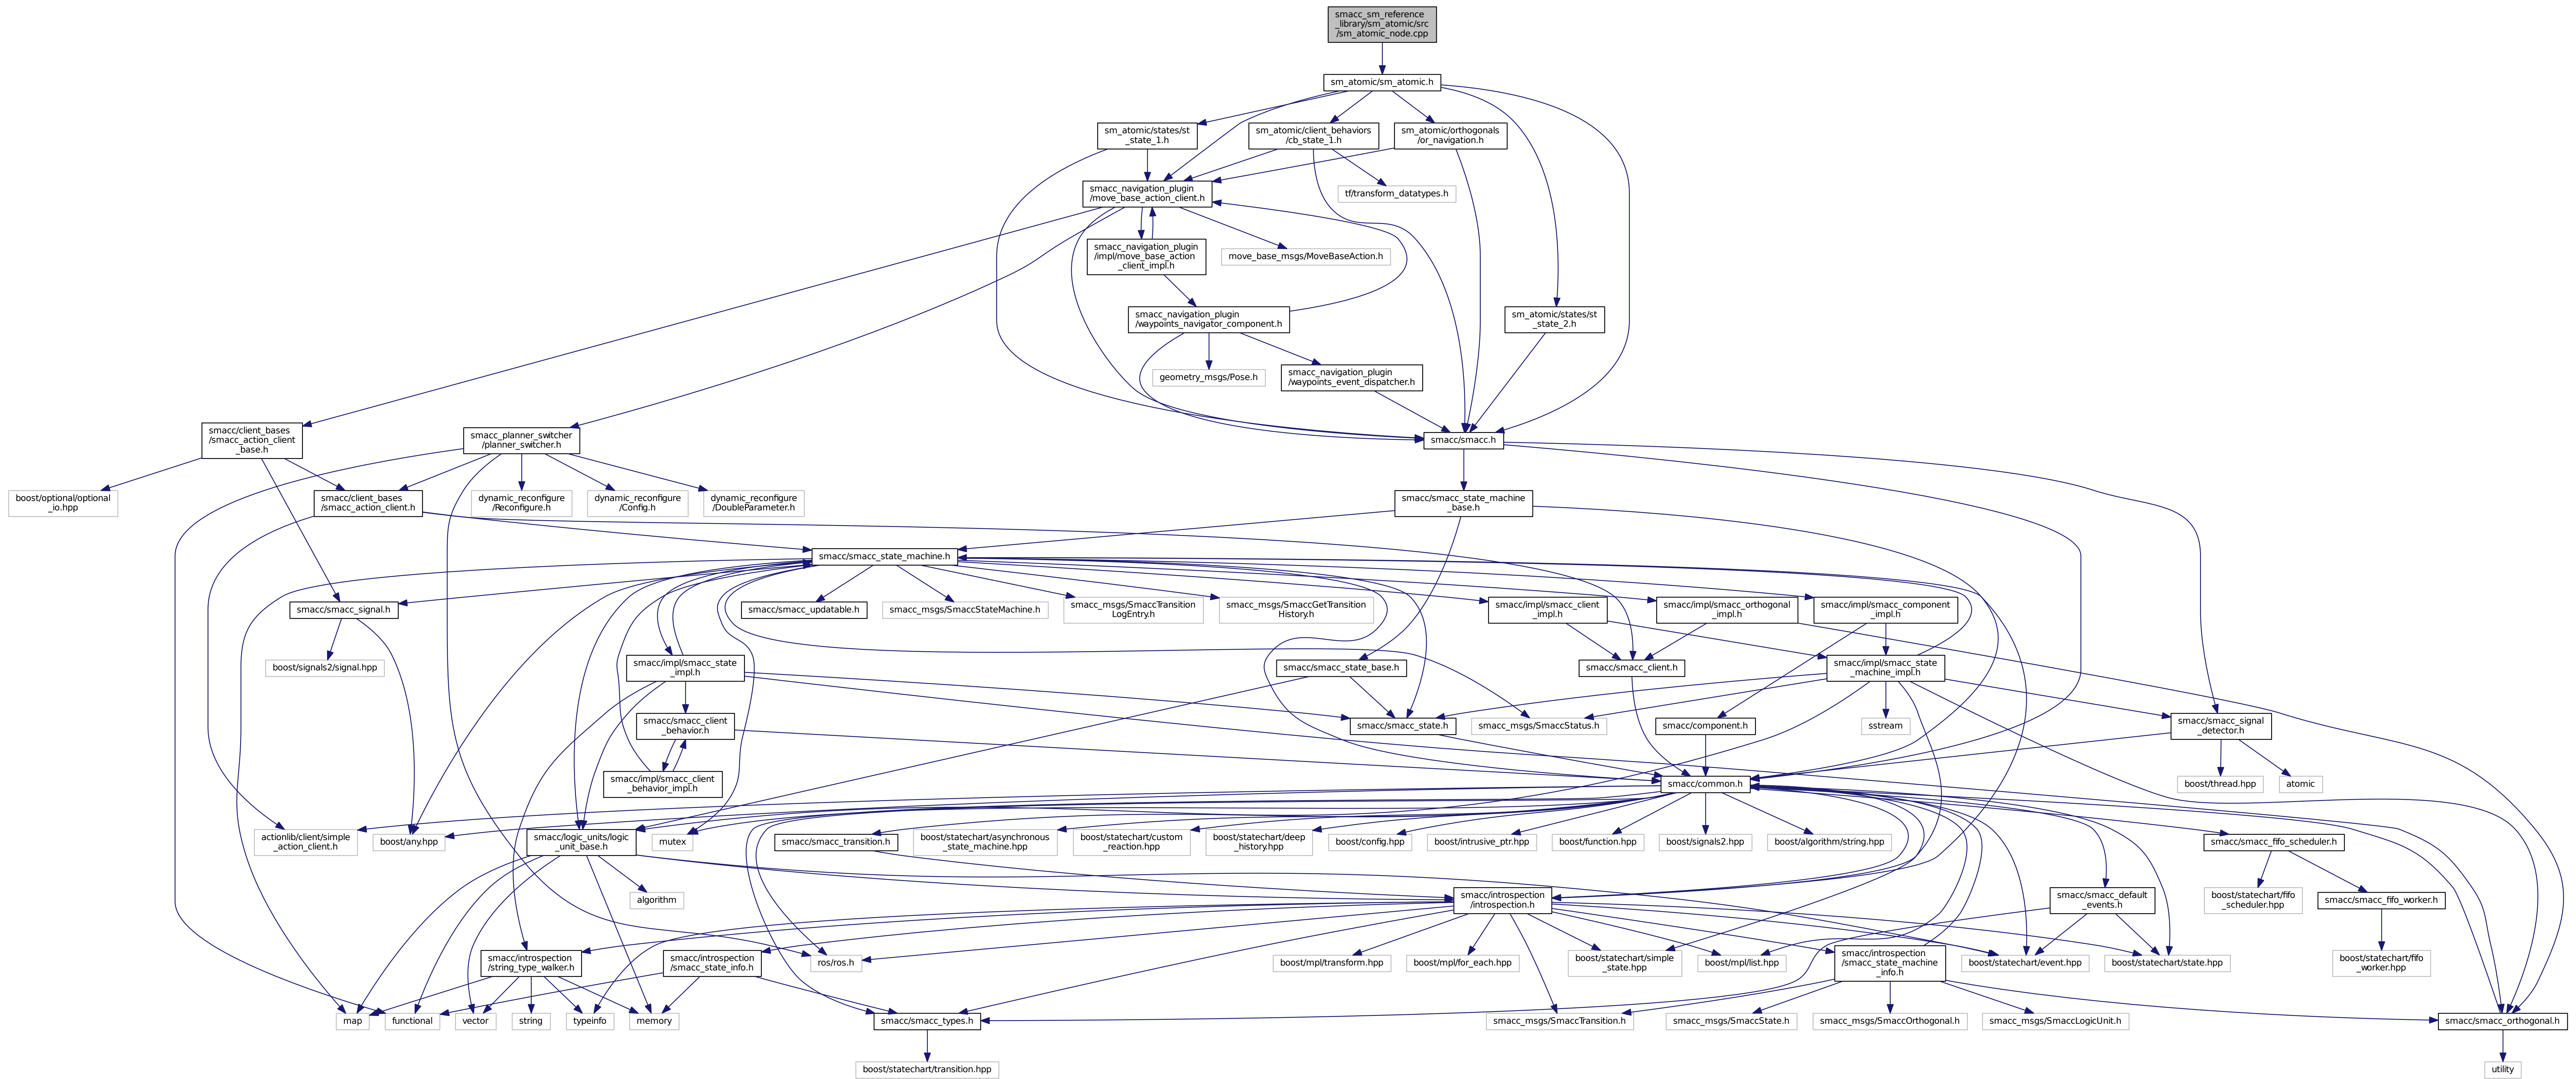 smacc_sm_reference
_library/sm_atomic/src
/sm_atomic_node.cpp
sm_atomic/sm_atomic.h
sm_atomic/states/st
_state_1.h
sm_atomic/client_behaviors
/cb_state_1.h
sm_atomic/orthogonals
/or_navigation.h
smacc_navigation_plugin
/move_base_action_client.h
tf/transform_datatypes.h
smacc_navigation_plugin
/impl/move_base_action
_client_impl.h
move_base_msgs/MoveBaseAction.h
smacc_navigation_plugin
/waypoints_navigator_component.h
sm_atomic/states/st
_state_2.h
geometry_msgs/Pose.h
smacc_navigation_plugin
/waypoints_event_dispatcher.h
smacc/client_bases
/smacc_action_client
_base.h
smacc_planner_switcher
/planner_switcher.h
smacc/smacc.h
boost/optional/optional
_io.hpp
smacc/client_bases
/smacc_action_client.h
dynamic_reconfigure
/Reconfigure.h
dynamic_reconfigure
/Config.h
dynamic_reconfigure
/DoubleParameter.h
smacc/smacc_state_machine
_base.h
smacc/smacc_state_machine.h
smacc/smacc_signal.h
smacc/smacc_updatable.h
smacc_msgs/SmaccStateMachine.h
smacc_msgs/SmaccTransition
LogEntry.h
smacc_msgs/SmaccGetTransition
History.h
smacc/impl/smacc_client
_impl.h
smacc/impl/smacc_orthogonal
_impl.h
smacc/impl/smacc_component
_impl.h
boost/signals2/signal.hpp
smacc/impl/smacc_state
_impl.h
smacc/smacc_state_base.h
smacc/smacc_client.h
smacc/impl/smacc_state
_machine_impl.h
smacc/smacc_client
_behavior.h
smacc/smacc_state.h
smacc_msgs/SmaccStatus.h
smacc/component.h
sstream
smacc/smacc_signal
_detector.h
smacc/impl/smacc_client
_behavior_impl.h
smacc/common.h
boost/thread.hpp
atomic
actionlib/client/simple
_action_client.h
boost/any.hpp
smacc/logic_units/logic
_unit_base.h
mutex
smacc/smacc_transition.h
boost/statechart/asynchronous
_state_machine.hpp
boost/statechart/custom
_reaction.hpp
boost/statechart/deep
_history.hpp
boost/config.hpp
boost/intrusive_ptr.hpp
boost/function.hpp
boost/signals2.hpp
boost/algorithm/string.hpp
smacc/smacc_fifo_scheduler.h
algorithm
smacc/introspection
/introspection.h
smacc/smacc_default
_events.h
boost/statechart/fifo
_scheduler.hpp
smacc/smacc_fifo_worker.h
smacc/introspection
/string_type_walker.h
smacc/introspection
/smacc_state_info.h
ros/ros.h
boost/mpl/transform.hpp
boost/mpl/for_each.hpp
boost/statechart/simple
_state.hpp
boost/mpl/list.hpp
smacc/introspection
/smacc_state_machine
_info.h
boost/statechart/event.hpp
boost/statechart/state.hpp
boost/statechart/fifo
_worker.hpp
map
functional
vector
string
typeinfo
memory
smacc/smacc_types.h
smacc_msgs/SmaccTransition.h
smacc_msgs/SmaccState.h
smacc_msgs/SmaccOrthogonal.h
smacc_msgs/SmaccLogicUnit.h
smacc/smacc_orthogonal.h
boost/statechart/transition.hpp
utility